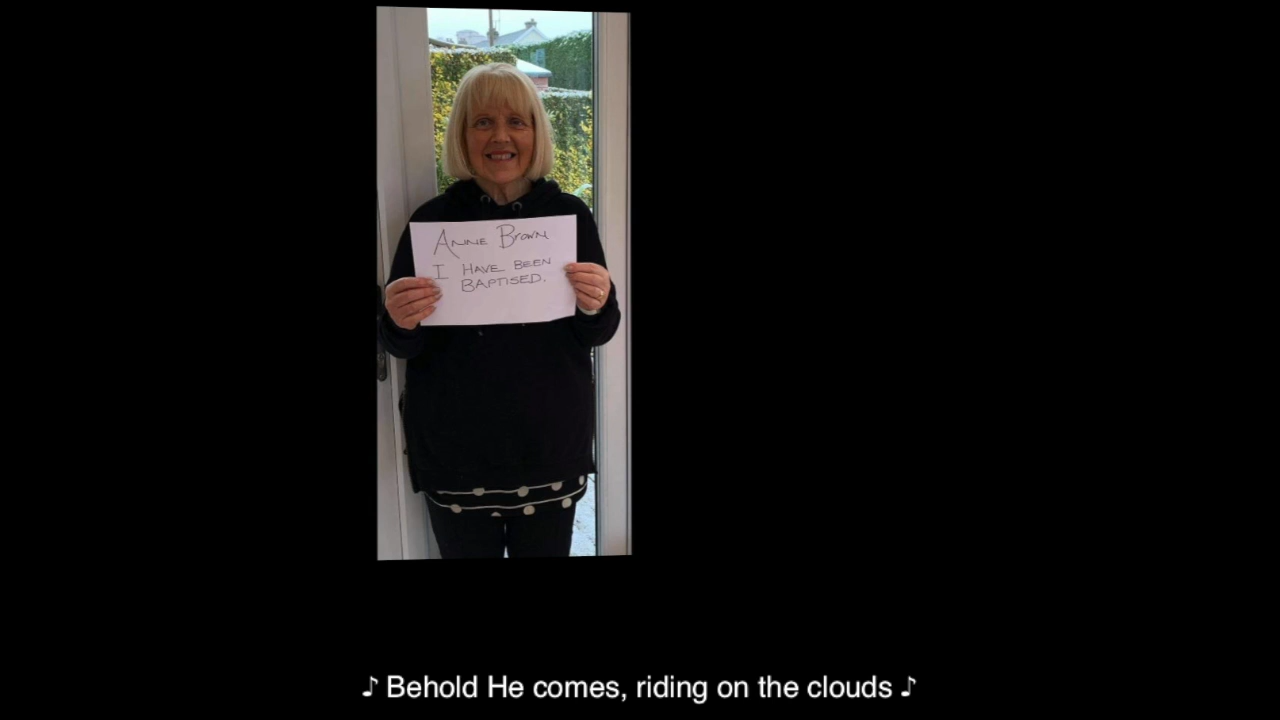 Anne Brown
I HAVE BEEN
BAPTISED.
♪ Behold He comes, riding on the clouds ♪